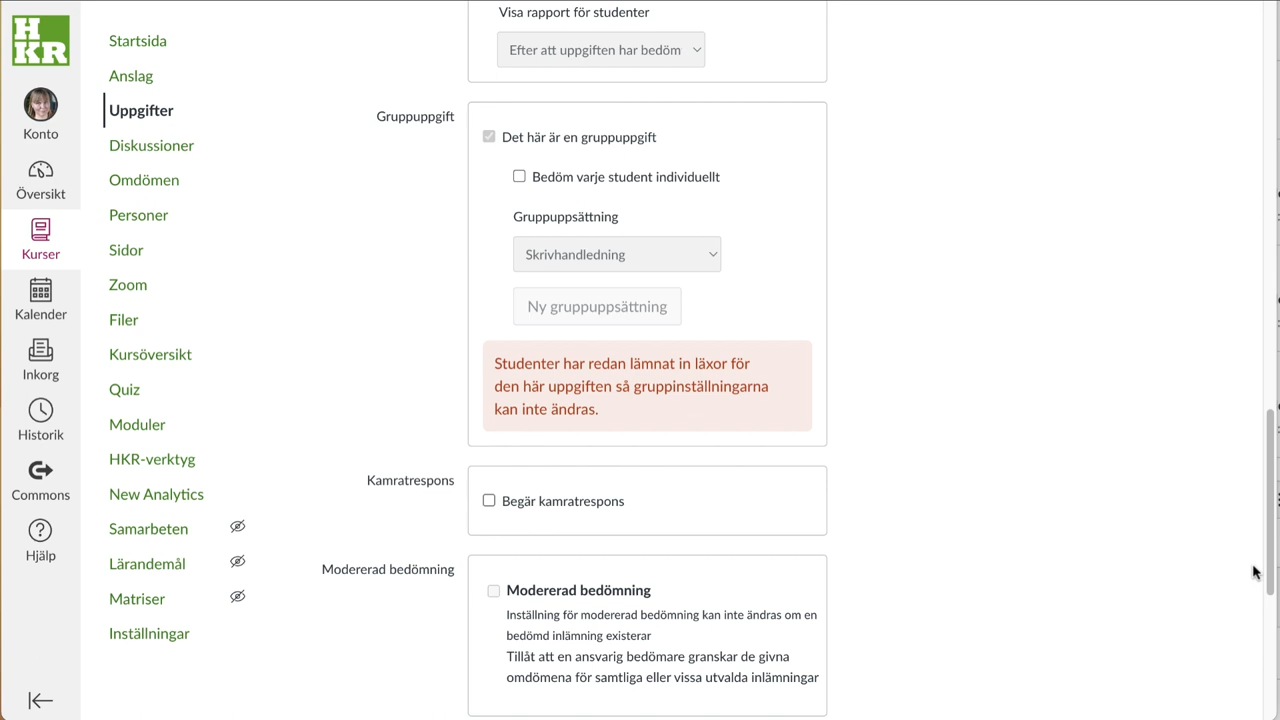 HKR
Konto
Översikt
Kurser
Kalender
Inkorg
Historik
Commons
Hjälp
Startsida
Anslag
Uppgifter
Diskussioner
Omdömen
Personer
Sidor
Zoom
Filer
Kursöversikt
Quiz
Moduler
HKR-verktyg
New Analytics
Samarbeten
Lärandemål
Matriser
Inställningar
Visa rapport för studenter
Efter att uppgiften har bedöm
Gruppuppgift
Det här är en gruppuppgift
Bedöm varje student individuellt
Gruppuppsättning
Skrivhandledning
Ny gruppuppsättning
Studenter har redan lämnat in läxor för
den här uppgiften så gruppinställningarna
kan inte ändras.
Kamratrespons
Begär kamratrespons
Modererad bedömning
Modererad bedömning
Inställning för modererad bedömning kan inte ändras om en
bedömd inlämning existerar
Tillåt att en ansvarig bedömare granskar de givna
omdömena för samtliga eller vissa utvalda inlämningar